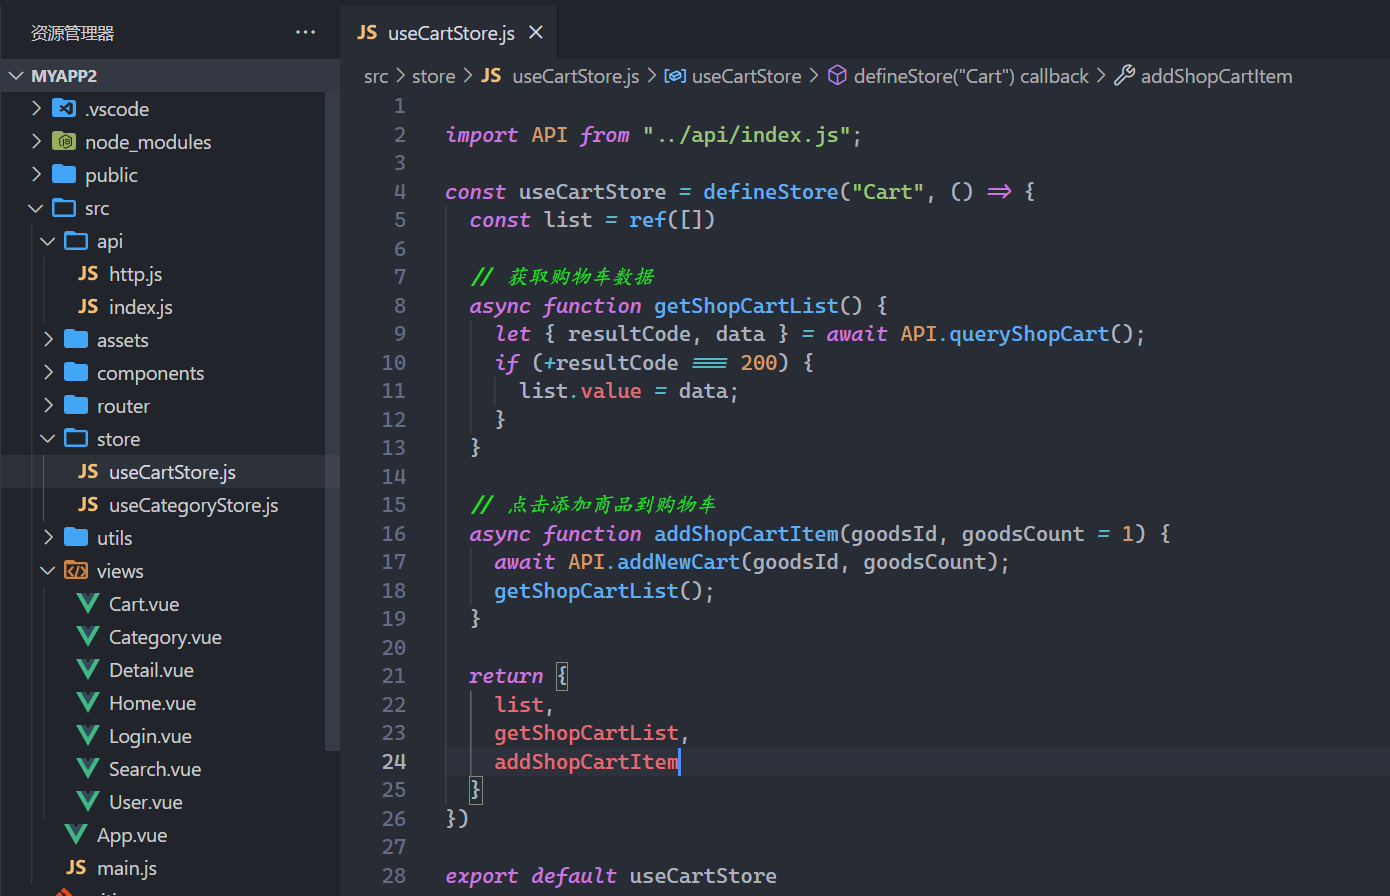 资源管理器 ···
MYAPP2
.vscode
node_modules
public
src
api
JS http.js
JS index.js
assets
components
router
store
JS useCartStore.js
JS useCategoryStore.js
utils
views
Cart.vue
Category.vue
Detail.vue
Home.vue
Login.vue
Search.vue
User.vue
App.vue
JS main.js
JS useCartStore.js ×
src > store > JS useCartStore.js > useCartStore > defineStore("Cart") callback > addShopCartItem
1
2 import API from "../api/index.js";
3
4 const useCartStore = defineStore("Cart", () => {
5 const list = ref([])
6
7 // 获取购物车数据
8 async function getShopCartList() {
9 let { resultCode, data } = await API.queryShopCart();
10 if (+resultCode === 200) {
11 list.value = data;
12 }
13 }
14
15 // 点击添加商品到购物车
16 async function addShopCartItem(goodsId, goodsCount = 1) {
17 await API.addNewCart(goodsId, goodsCount);
18 getShopCartList();
19 }
20
21 return {
22 list,
23 getShopCartList,
24 addShopCartItem
25 }
26 })
27
28 export default useCartStore